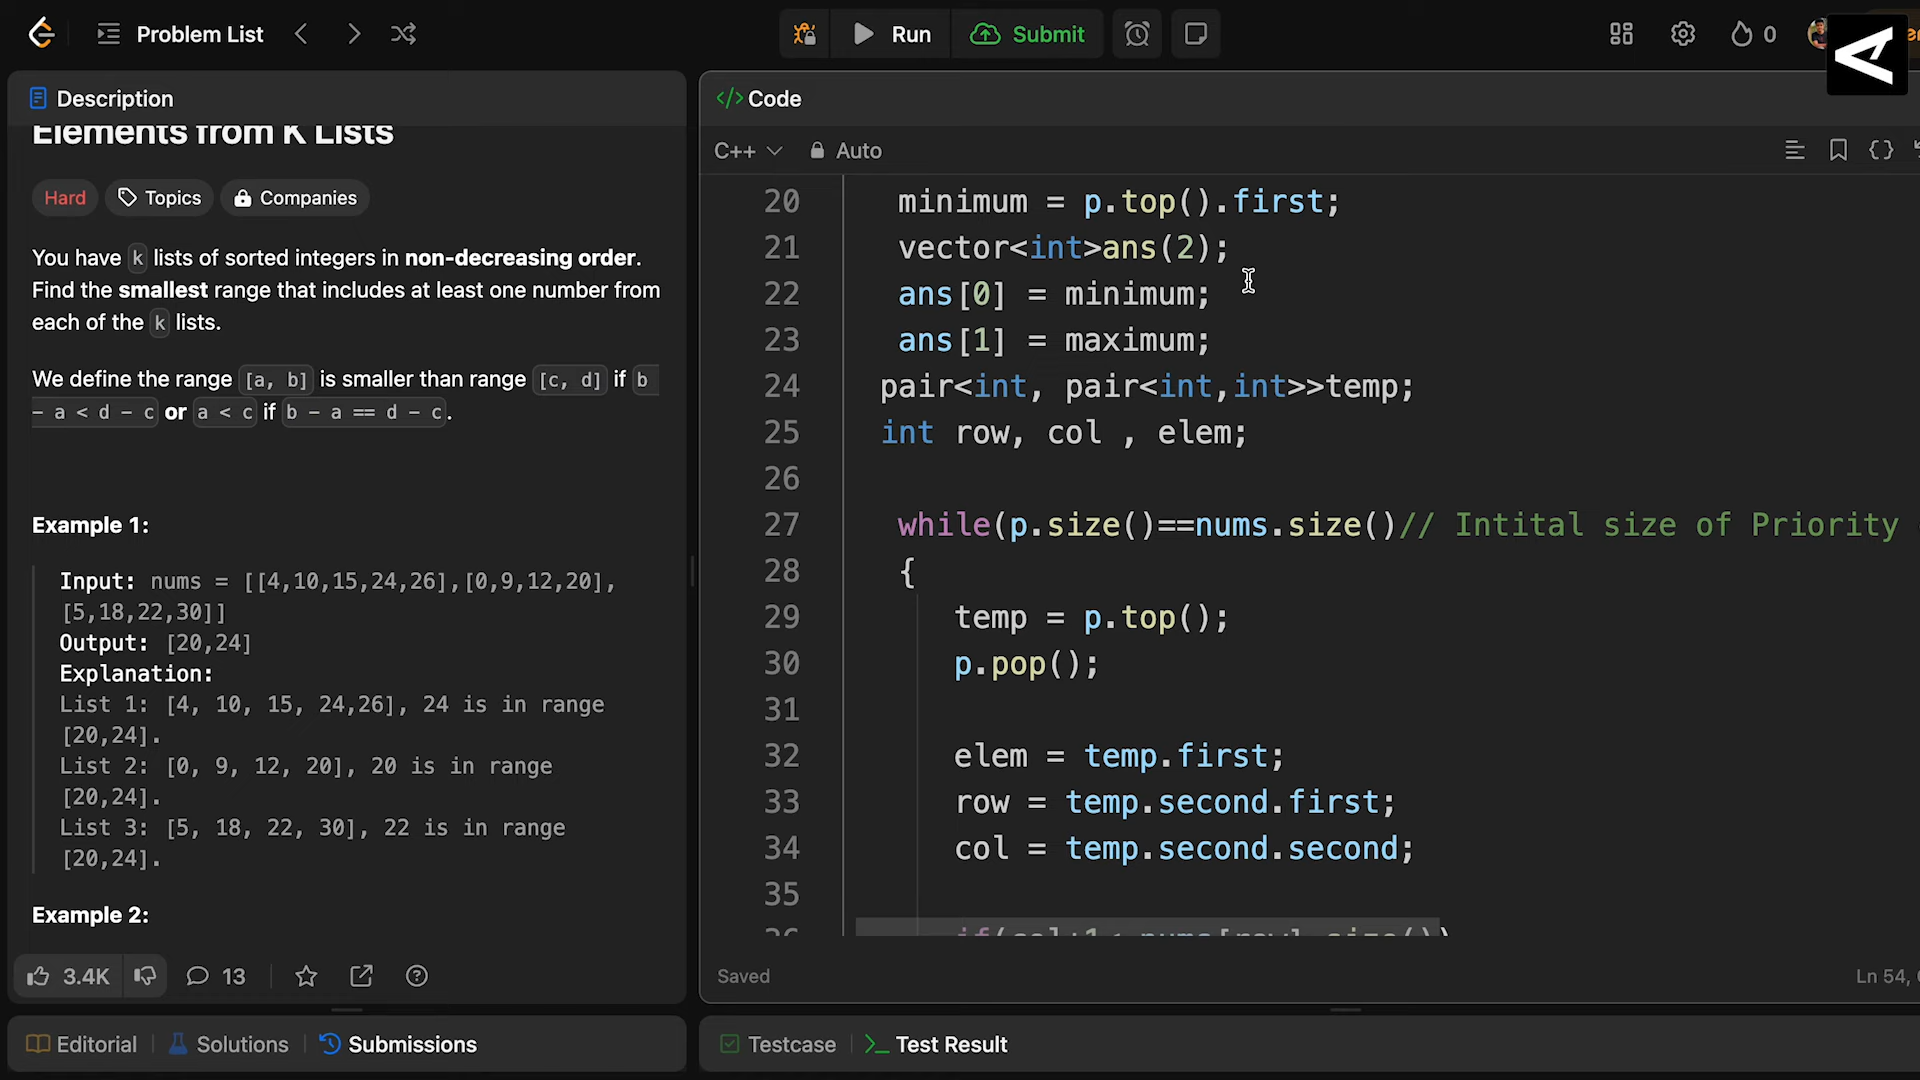 Problem List
Run
Submit
0
Description
Elements from K Lists
Hard
Topics
Companies
You have k lists of sorted integers in non-decreasing order.
Find the smallest range that includes at least one number from
each of the k lists.
We define the range [a, b] is smaller than range [c, d] if b
- a < d - c or a < c if b - a == d - c.
Example 1:
Input: nums = [[4,10,15,24,26],[0,9,12,20],
[5,18,22,30]]
Output: [20,24]
Explanation:
List 1: [4, 10, 15, 24,26], 24 is in range
[20,24].
List 2: [0, 9, 12, 20], 20 is in range
[20,24].
List 3: [5, 18, 22, 30], 22 is in range
[20,24].
Example 2:
3.4K
13
Editorial
Solutions
Submissions
</> Code
C++
Auto
20 minimum = p.top().first;
21 vector<int>ans(2);
22 ans[0] = minimum;
23 ans[1] = maximum;
24 pair<int, pair<int,int>>temp;
25 int row, col , elem;
26
27 while(p.size()==nums.size()// Intital size of Priority
28 {
29 temp = p.top();
30 p.pop();
31
32 elem = temp.first;
33 row = temp.second.first;
34 col = temp.second.second;
35
36 if(col+1< nums[row].size())
Saved
Ln 54,
Testcase
Test Result